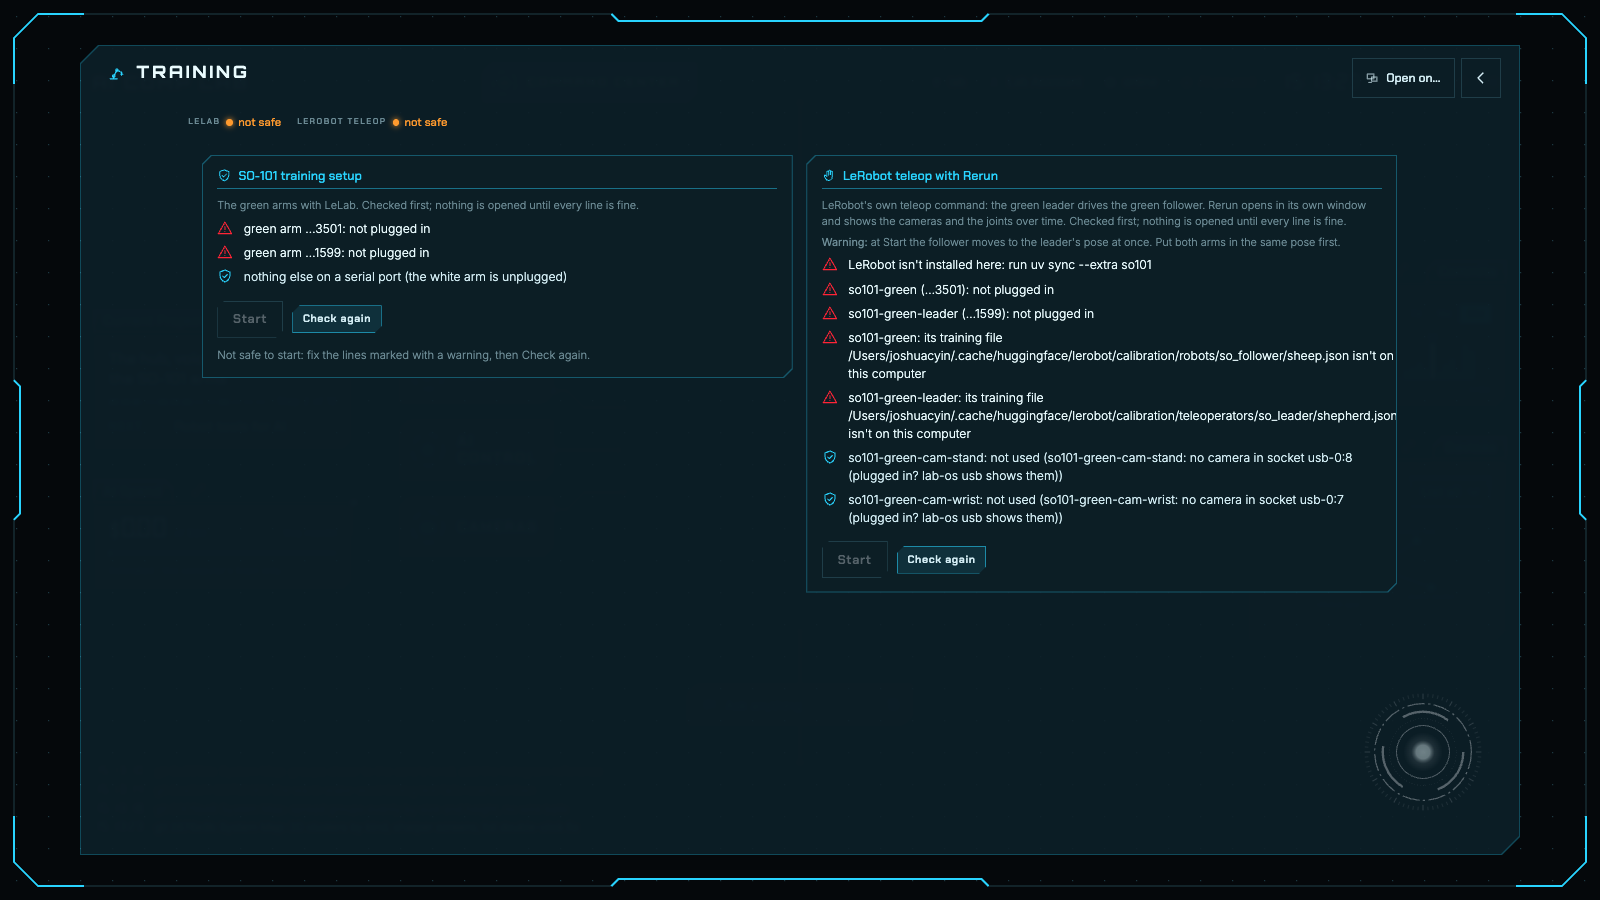 TRAINING
Open on...
LELAB not safe LEROBOT TELEOP not safe
SO-101 training setup
The green arms with LeLab. Checked first; nothing is opened until every line is fine.
green arm ...3501: not plugged in
green arm ...1599: not plugged in
nothing else on a serial port (the white arm is unplugged)
Start
Check again
Not safe to start: fix the lines marked with a warning, then Check again.
LeRobot teleop with Rerun
LeRobot's own teleop command: the green leader drives the green follower. Rerun opens in its own window
and shows the cameras and the joints over time. Checked first; nothing is opened until every line is fine.
Warning: at Start the follower moves to the leader's pose at once. Put both arms in the same pose first.
LeRobot isn't installed here: run uv sync --extra so101
so101-green (...3501): not plugged in
so101-green-leader (...1599): not plugged in
so101-green: its training file
/Users/joshuacyin/.cache/huggingface/lerobot/calibration/robots/so_follower/sheep.json isn't on
this computer
so101-green-leader: its training file
/Users/joshuacyin/.cache/huggingface/lerobot/calibration/teleoperators/so_leader/shepherd.json
isn't on this computer
so101-green-cam-stand: not used (so101-green-cam-stand: no camera in socket usb-0:8
(plugged in? lab-os usb shows them))
so101-green-cam-wrist: not used (so101-green-cam-wrist: no camera in socket usb-0:7
(plugged in? lab-os usb shows them))
Start
Check again